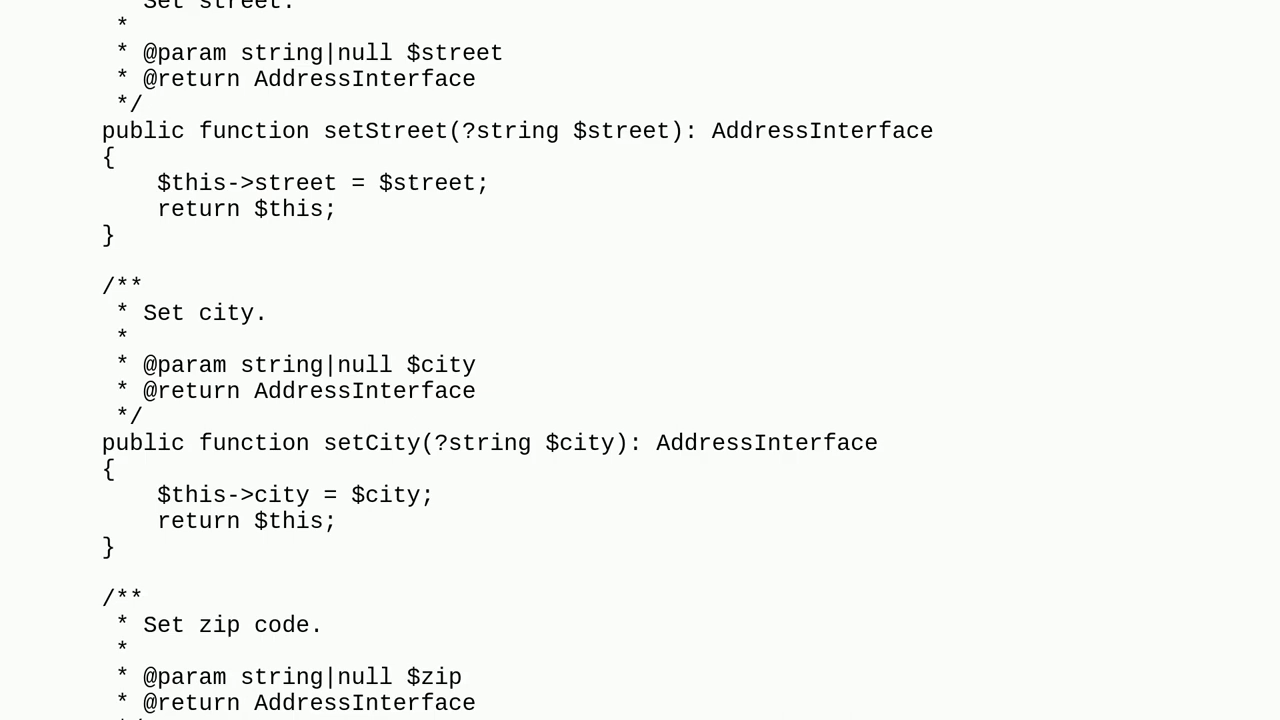 Set street.
     *
     * @param string|null $street
     * @return AddressInterface
     */
    public function setStreet(?string $street): AddressInterface
    {
        $this->street = $street;
        return $this;
    }

    /**
     * Set city.
     *
     * @param string|null $city
     * @return AddressInterface
     */
    public function setCity(?string $city): AddressInterface
    {
        $this->city = $city;
        return $this;
    }

    /**
     * Set zip code.
     *
     * @param string|null $zip
     * @return AddressInterface